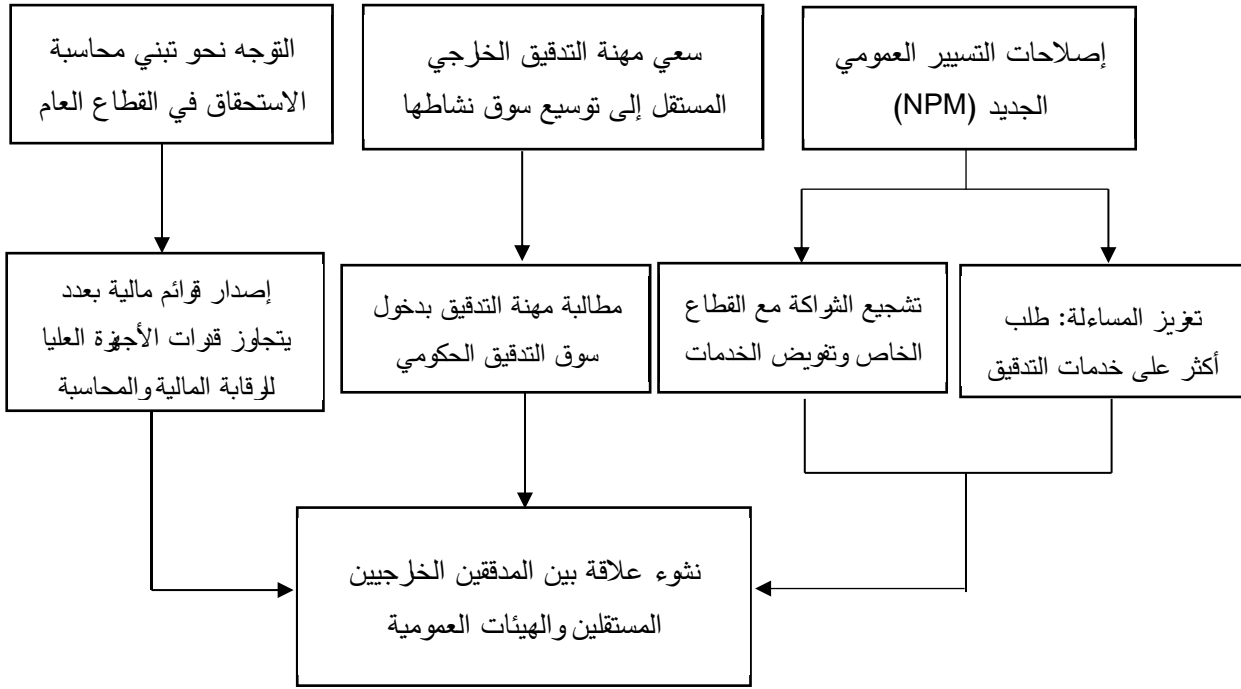 إصلاحات التسيير العمومي
الجديد (NPM)
سعي مهنة التدقيق الخارجي
المستقل إلى توسيع سوق نشاطها
التوجه نحو تبني محاسبة
الاستحقاق في القطاع العام
تعزيز المساءلة: طلب
أكثر على خدمات التدقيق
تشجيع الشراكة مع القطاع
الخاص وتفويض الخدمات
مطالبة مهنة التدقيق بدخول
سوق التدقيق الحكومي
إصدار قوائم مالية بعدد
يتجاوز قدرات الأجهزة العليا
للرقابة المالية والمحاسبة
نشوء علاقة بين المدققين الخارجيين
المستقلين والهيئات العمومية